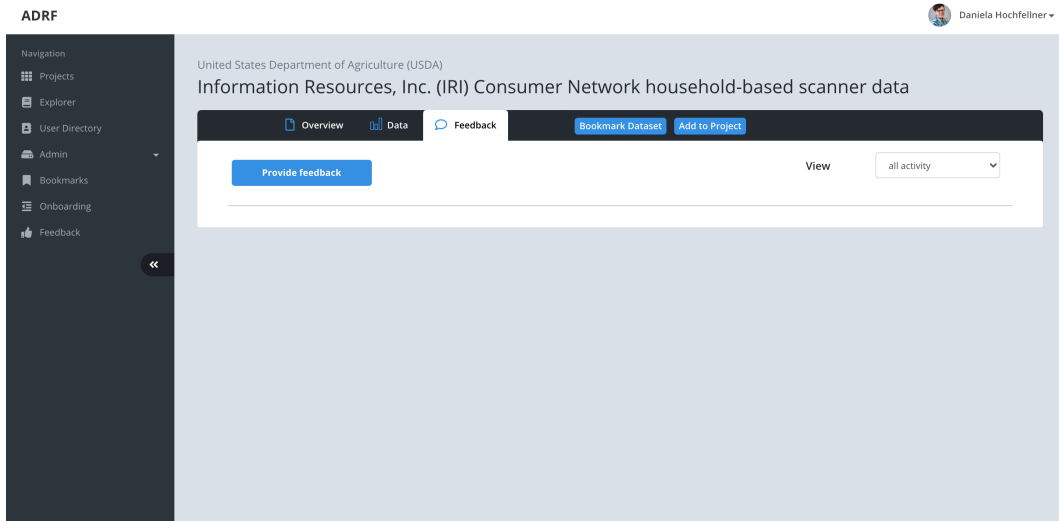 ADRF
Daniela Hochfellner
Navigation
Projects
Explorer
User Directory
Admin
Bookmarks
Onboarding
Feedback
United States Department of Agriculture (USDA)
Information Resources, Inc. (IRI) Consumer Network household-based scanner data
Overview Data Feedback Bookmark Dataset Add to Project
Provide feedback View all activity